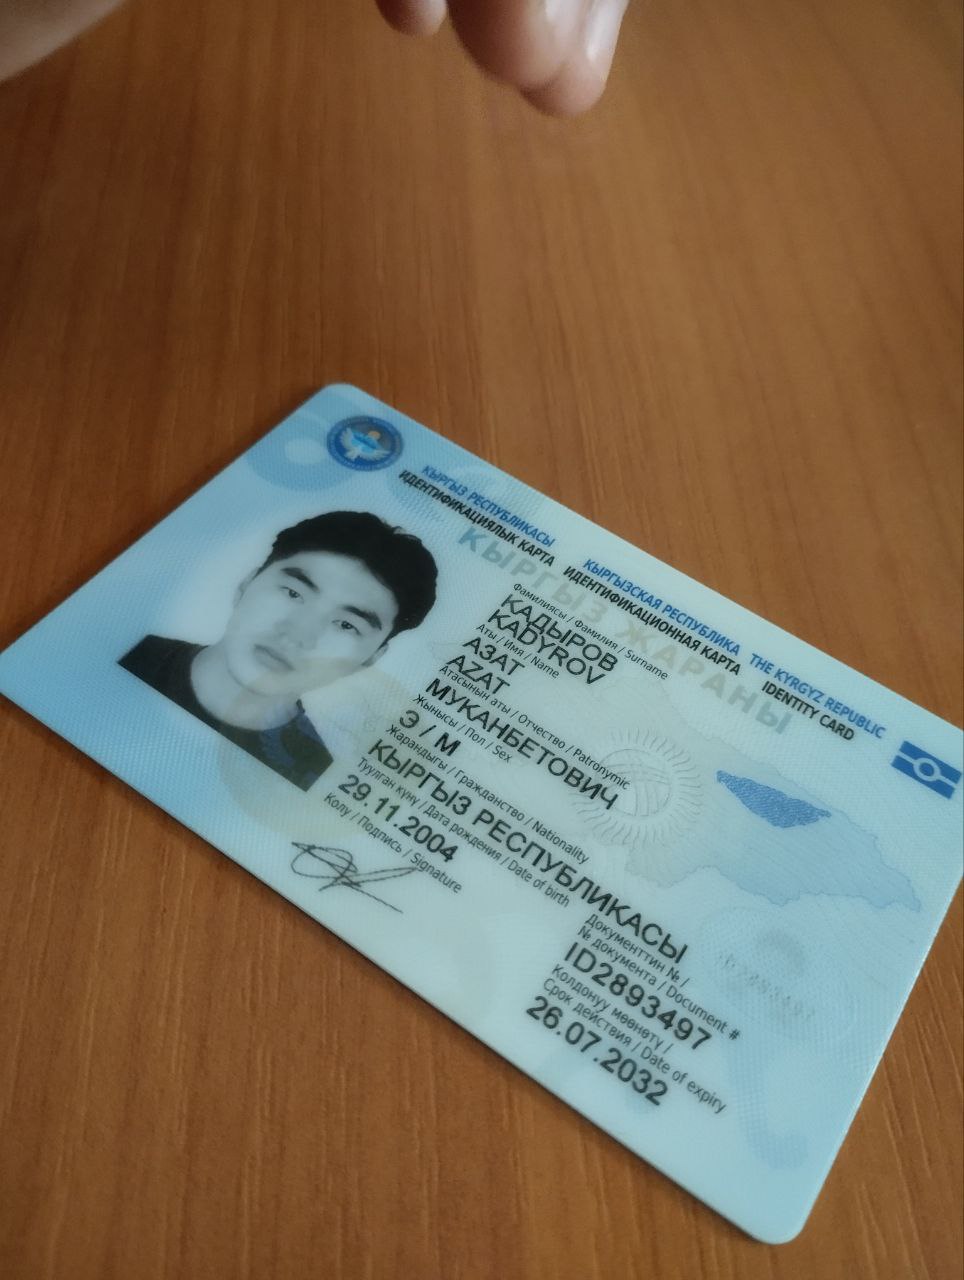 КЫРГЫЗ РЕСПУБЛИКАСЫ КЫРГЫЗСКАЯ РЕСПУБЛИКА THE KYRGYZ REPUBLIC
ИДЕНТИФИКАЦИЯЛЫК КАРТА ИДЕНТИФИКАЦИОННАЯ КАРТА IDENTITY CARD
КЫРГЫЗ ЖАРАНЫ
Фамилиясы / Фамилия / Surname
КАДЫРОВ
KADYROV
Аты / Имя / Name
АЗАТ
AZAT
Атасынын аты / Отчество / Patronymic
МУКАНБЕТОВИЧ
Жынысы / Пол / Sex
Э / М
Жарандыгы / Гражданство / Nationality
КЫРГЫЗ РЕСПУБЛИКАСЫ
Туулган күнү / Дата рождения / Date of birth
29.11.2004
Колу / Подпись / Signature
Документтин № /
№ документа / Document #
ID2893497
Колдонуу мөөнөтү /
Срок действия / Date of expiry
26.07.2032